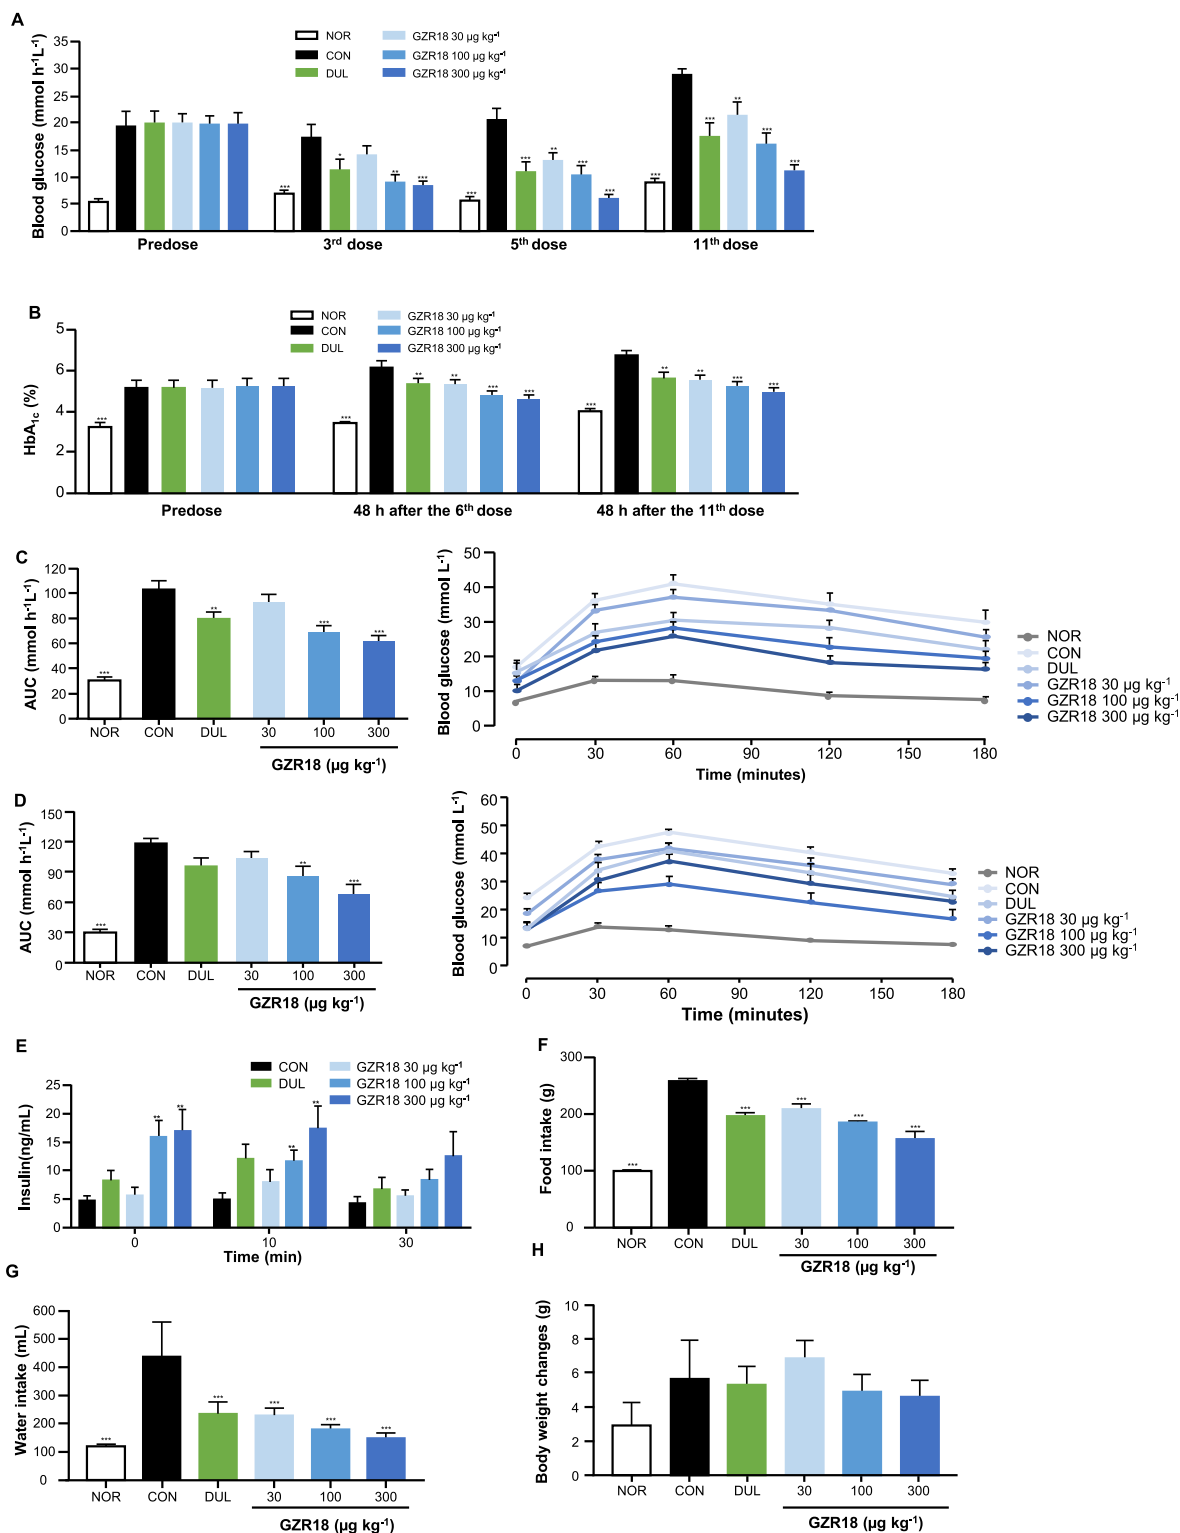 A
NOR
CON
DUL
GZR18 30 µg kg⁻¹
GZR18 100 µg kg⁻¹
GZR18 300 µg kg⁻¹
Blood glucose (mmol h⁻¹L⁻¹)
35
30
25
20
15
10
5
0
*** * ** ***
*** *** ** *** ***
*** *** ** *** ***
Predose
3rd dose
5th dose
11th dose
B
NOR
CON
DUL
GZR18 30 µg kg⁻¹
GZR18 100 µg kg⁻¹
GZR18 300 µg kg⁻¹
HbA1c (%)
5
6
4
2
0
***
*** ** ** *** ***
*** ** ** *** ***
Predose
48 h after the 6th dose
48 h after the 11th dose
C
AUC (mmol h⁻¹L⁻¹)
120
100
80
60
40
20
0
*** ** *** ***
NOR CON DUL 30 100 300
GZR18 (µg kg⁻¹)
Blood glucose (mmol L⁻¹)
50
40
30
20
10
0
0 30 60 90 120 150 180
Time (minutes)
NOR
CON
DUL
GZR18 30 µg kg⁻¹
GZR18 100 µg kg⁻¹
GZR18 300 µg kg⁻¹
D
AUC (mmol h⁻¹L⁻¹)
150
120
90
60
30
0
*** ** ***
NOR CON DUL 30 100 300
GZR18 (µg kg⁻¹)
Blood glucose (mmol L⁻¹)
60
50
40
30
20
10
0
0 30 60 90 120 150 180
Time (minutes)
NOR
CON
DUL
GZR18 30 µg kg⁻¹
GZR18 100 µg kg⁻¹
GZR18 300 µg kg⁻¹
E
CON
DUL
GZR18 30 µg kg⁻¹
GZR18 100 µg kg⁻¹
GZR18 300 µg kg⁻¹
Insulin(ng/mL)
25
20
15
10
5
0
** ** ** **
0 10 30
Time (min)
F
Food intake (g)
300
200
100
0
*** *** *** *** ***
NOR CON DUL 30 100 300
GZR18 (µg kg⁻¹)
G
Water intake (mL)
600
500
400
300
200
100
0
*** *** *** *** ***
NOR CON DUL 30 100 300
GZR18 (µg kg⁻¹)
H
Body weight changes (g)
10
8
6
4
2
0
NOR CON DUL 30 100 300
GZR18 (µg kg⁻¹)